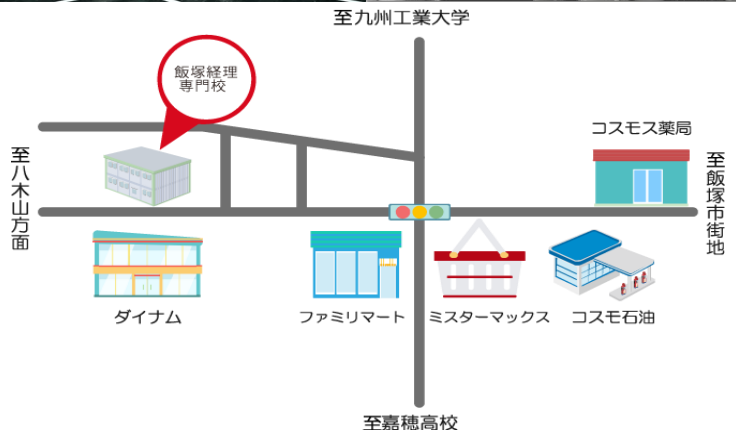 至九州工業大学
飯塚経理
専門校
コスモス薬局
至八木山方面
至飯塚市街地
ダイナム
ファミリマート
ミスターマックス
コスモ石油
至嘉穂高校